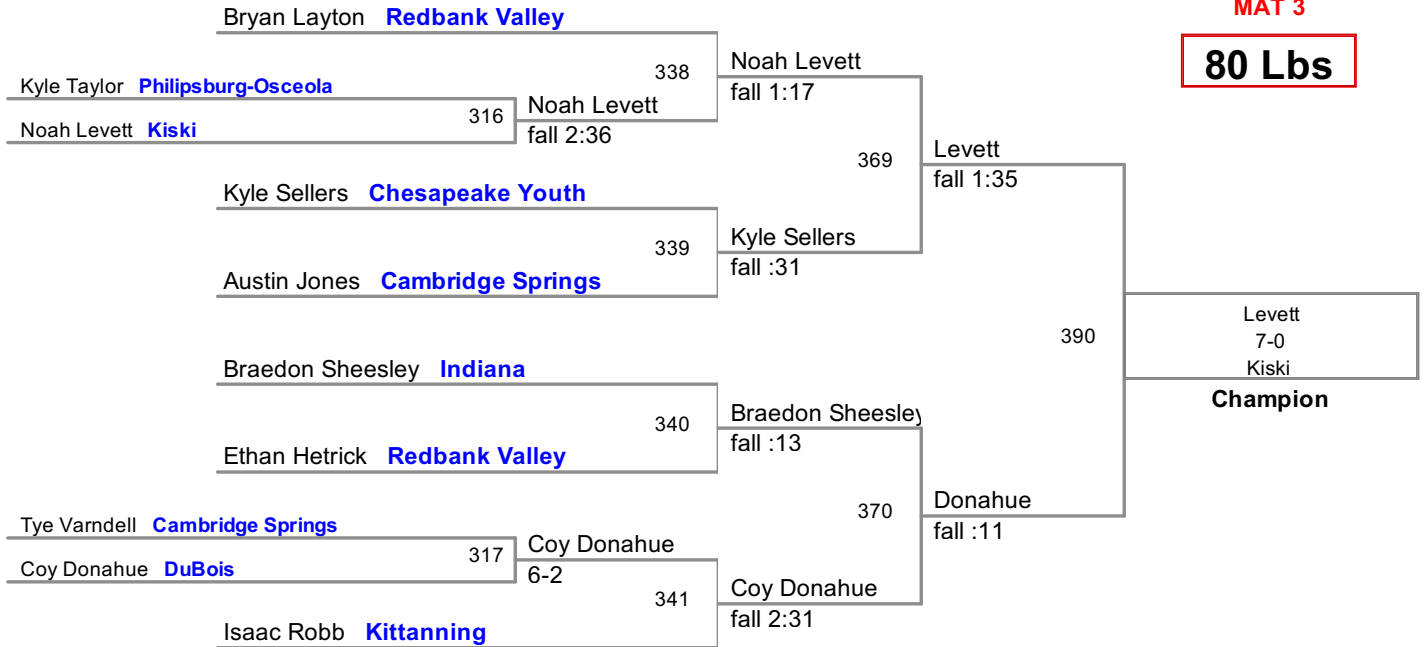 MAT 3
80 Lbs
Bryan Layton Redbank Valley
338
Noah Levett
fall 1:17
Kyle Taylor Philipsburg-Osceola
316
Noah Levett
fall 2:36
Noah Levett Kiski
369
Levett
fall 1:35
Kyle Sellers Chesapeake Youth
339
Kyle Sellers
fall :31
Austin Jones Cambridge Springs
390
Levett
7-0
Kiski
Champion
Braedon Sheesley Indiana
340
Braedon Sheesley
fall :13
Ethan Hetrick Redbank Valley
370
Donahue
fall :11
Tye Varndell Cambridge Springs
317
Coy Donahue
6-2
Coy Donahue DuBois
341
Coy Donahue
fall 2:31
Isaac Robb Kittanning